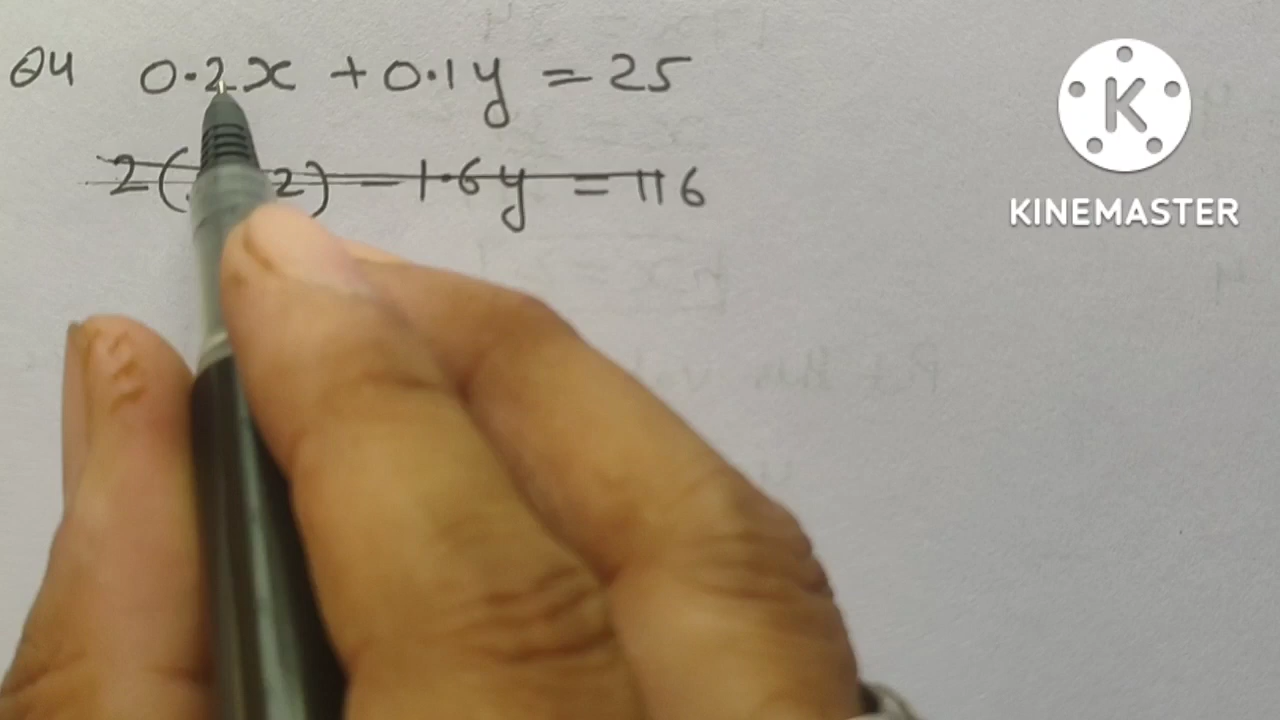 Q4 0.2x + 0.1y = 25
2( 2) - 1.6y = 116
K
KINEMASTER